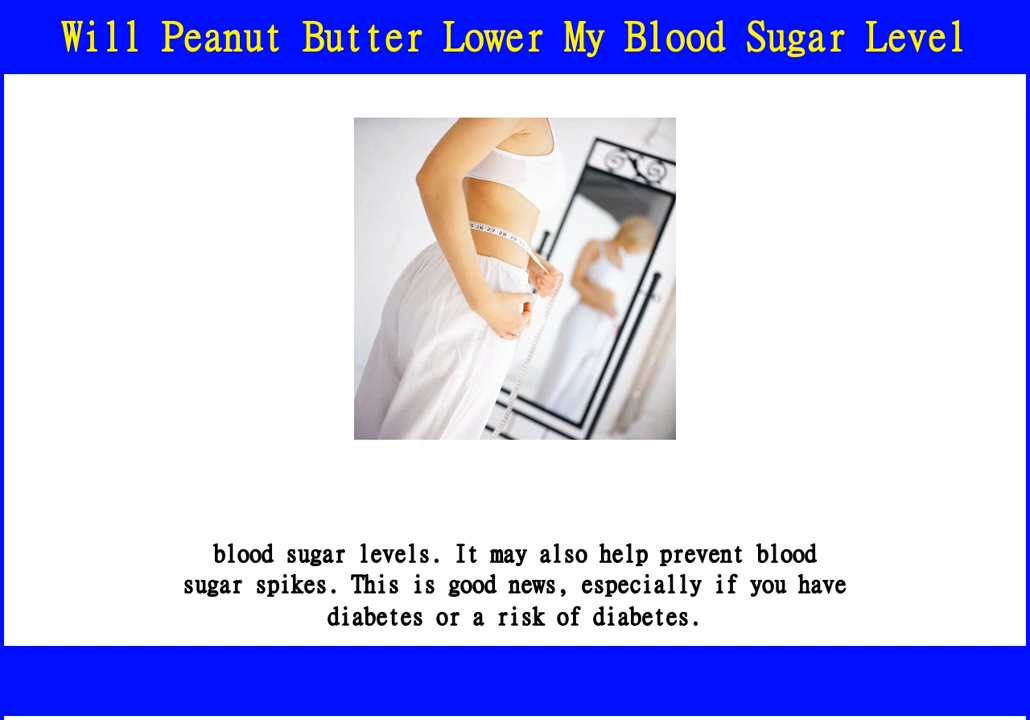 Will Peanut Butter Lower My Blood Sugar Level
blood sugar levels. It may also help prevent blood
sugar spikes. This is good news, especially if you have
diabetes or a risk of diabetes.